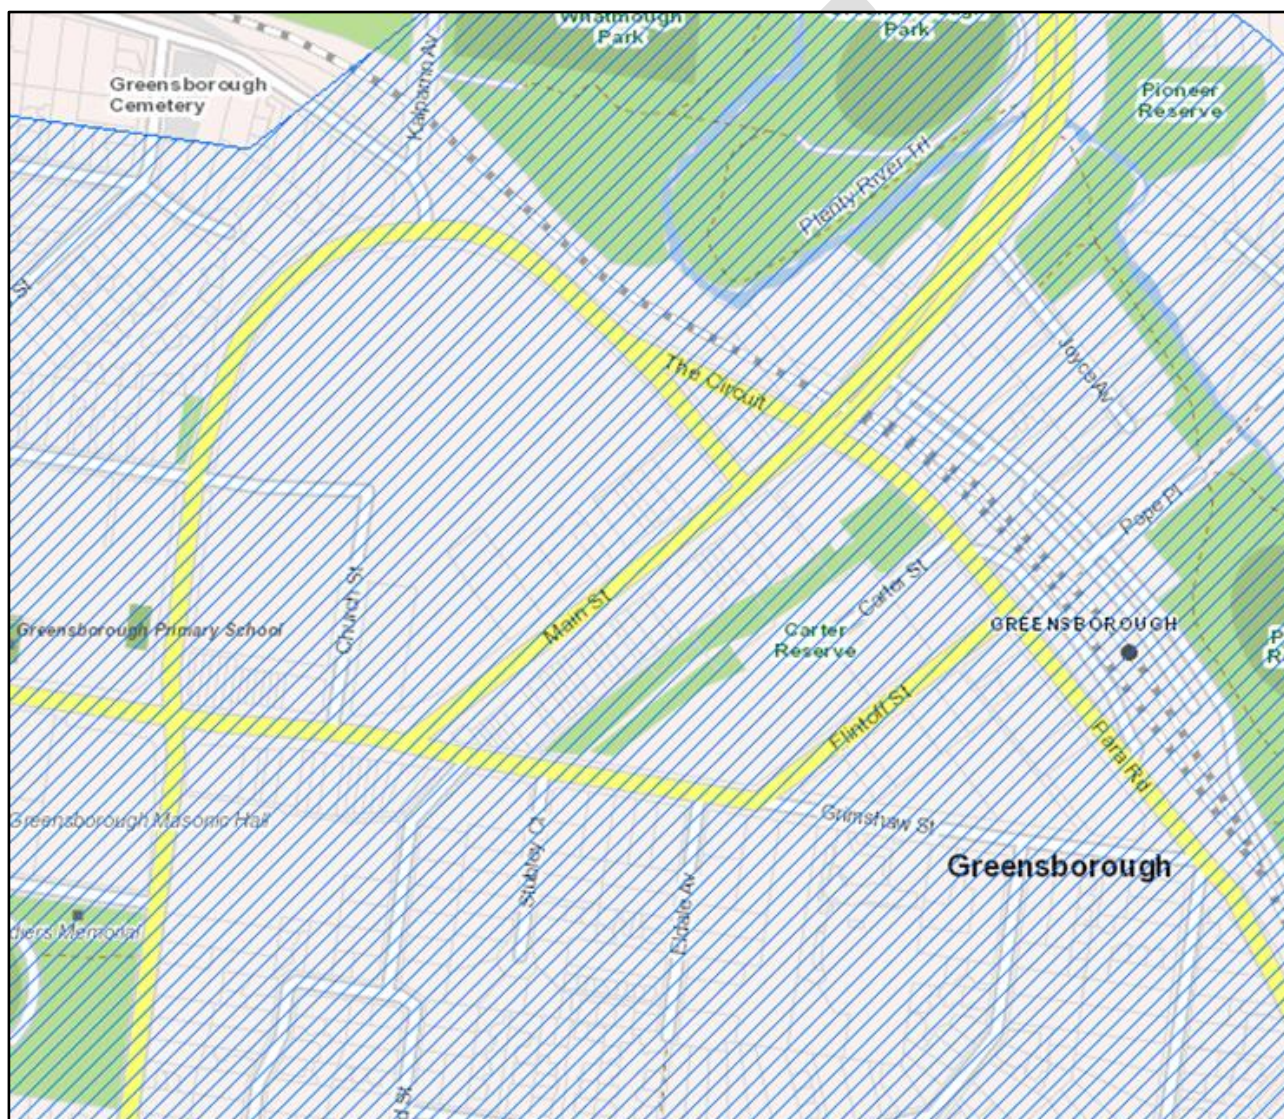 Whatmough
Park
Park
Kalparrin Av
Greensborough
Cemetery
Pioneer
Reserve
Plenty River Trl
St
Joyce Av
The Circuit
Pope Pl
Church St
Main St
Carter St
Greensborough Primary School
Carter
Reserve
GREENSBOROUGH
Flintoff St
Para Rd
Greensborough Masonic Hall
Grimshaw St
Stubley Ct
Greensborough
Eldale Av
diers Memorial
d St